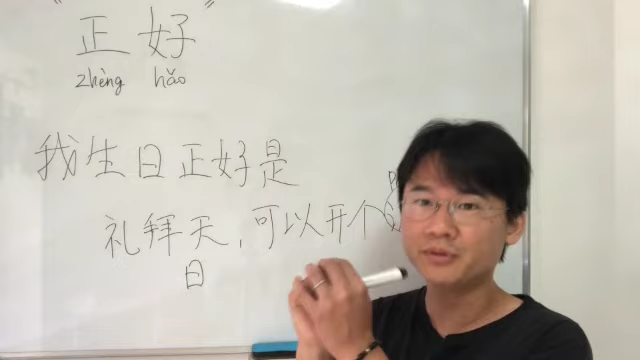 “正好”
zhèng hǎo
我生日正好是
礼拜天,可以开个
日